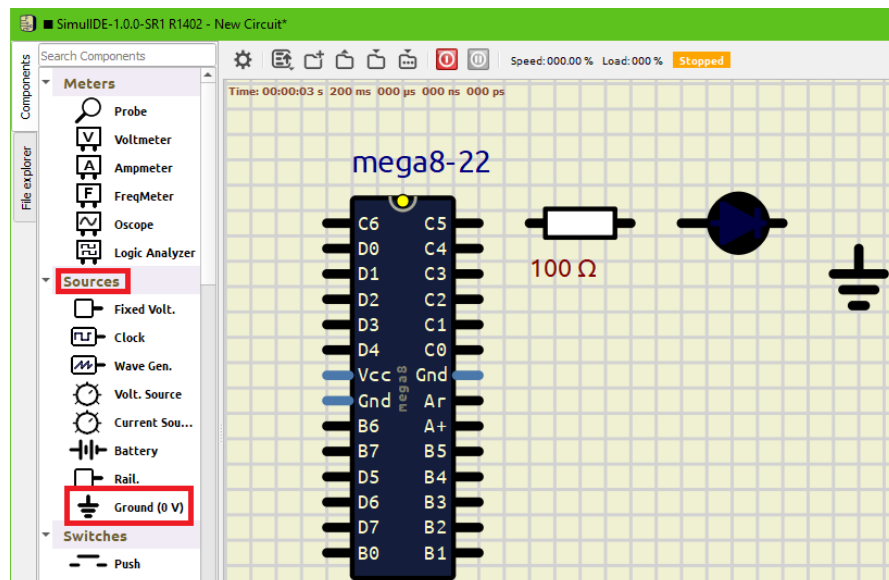 SimulIDE-1.0.0-SR1 R1402 - New Circuit*
Components
File explorer
Search Components
Meters
Probe
V Voltmeter
A Ampmeter
F FreqMeter
Oscope
Logic Analyzer
Sources
Fixed Volt.
Clock
Wave Gen.
Volt. Source
Current Sou...
Battery
Rail.
Ground (0 V)
Switches
Push
Speed:000.00 % Load:000 % Stopped
Time: 00:00:03 s 200 ms 000 µs 000 ns 000 ps
mega8-22
C6 C5
D0 C4
D1 C3
D2 C2
D3 C1
D4 C0
Vcc Gnd
Gnd Ar
B6 A+
B7 B5
D5 B4
D6 B3
D7 B2
B0 B1
mega8
100 Ω